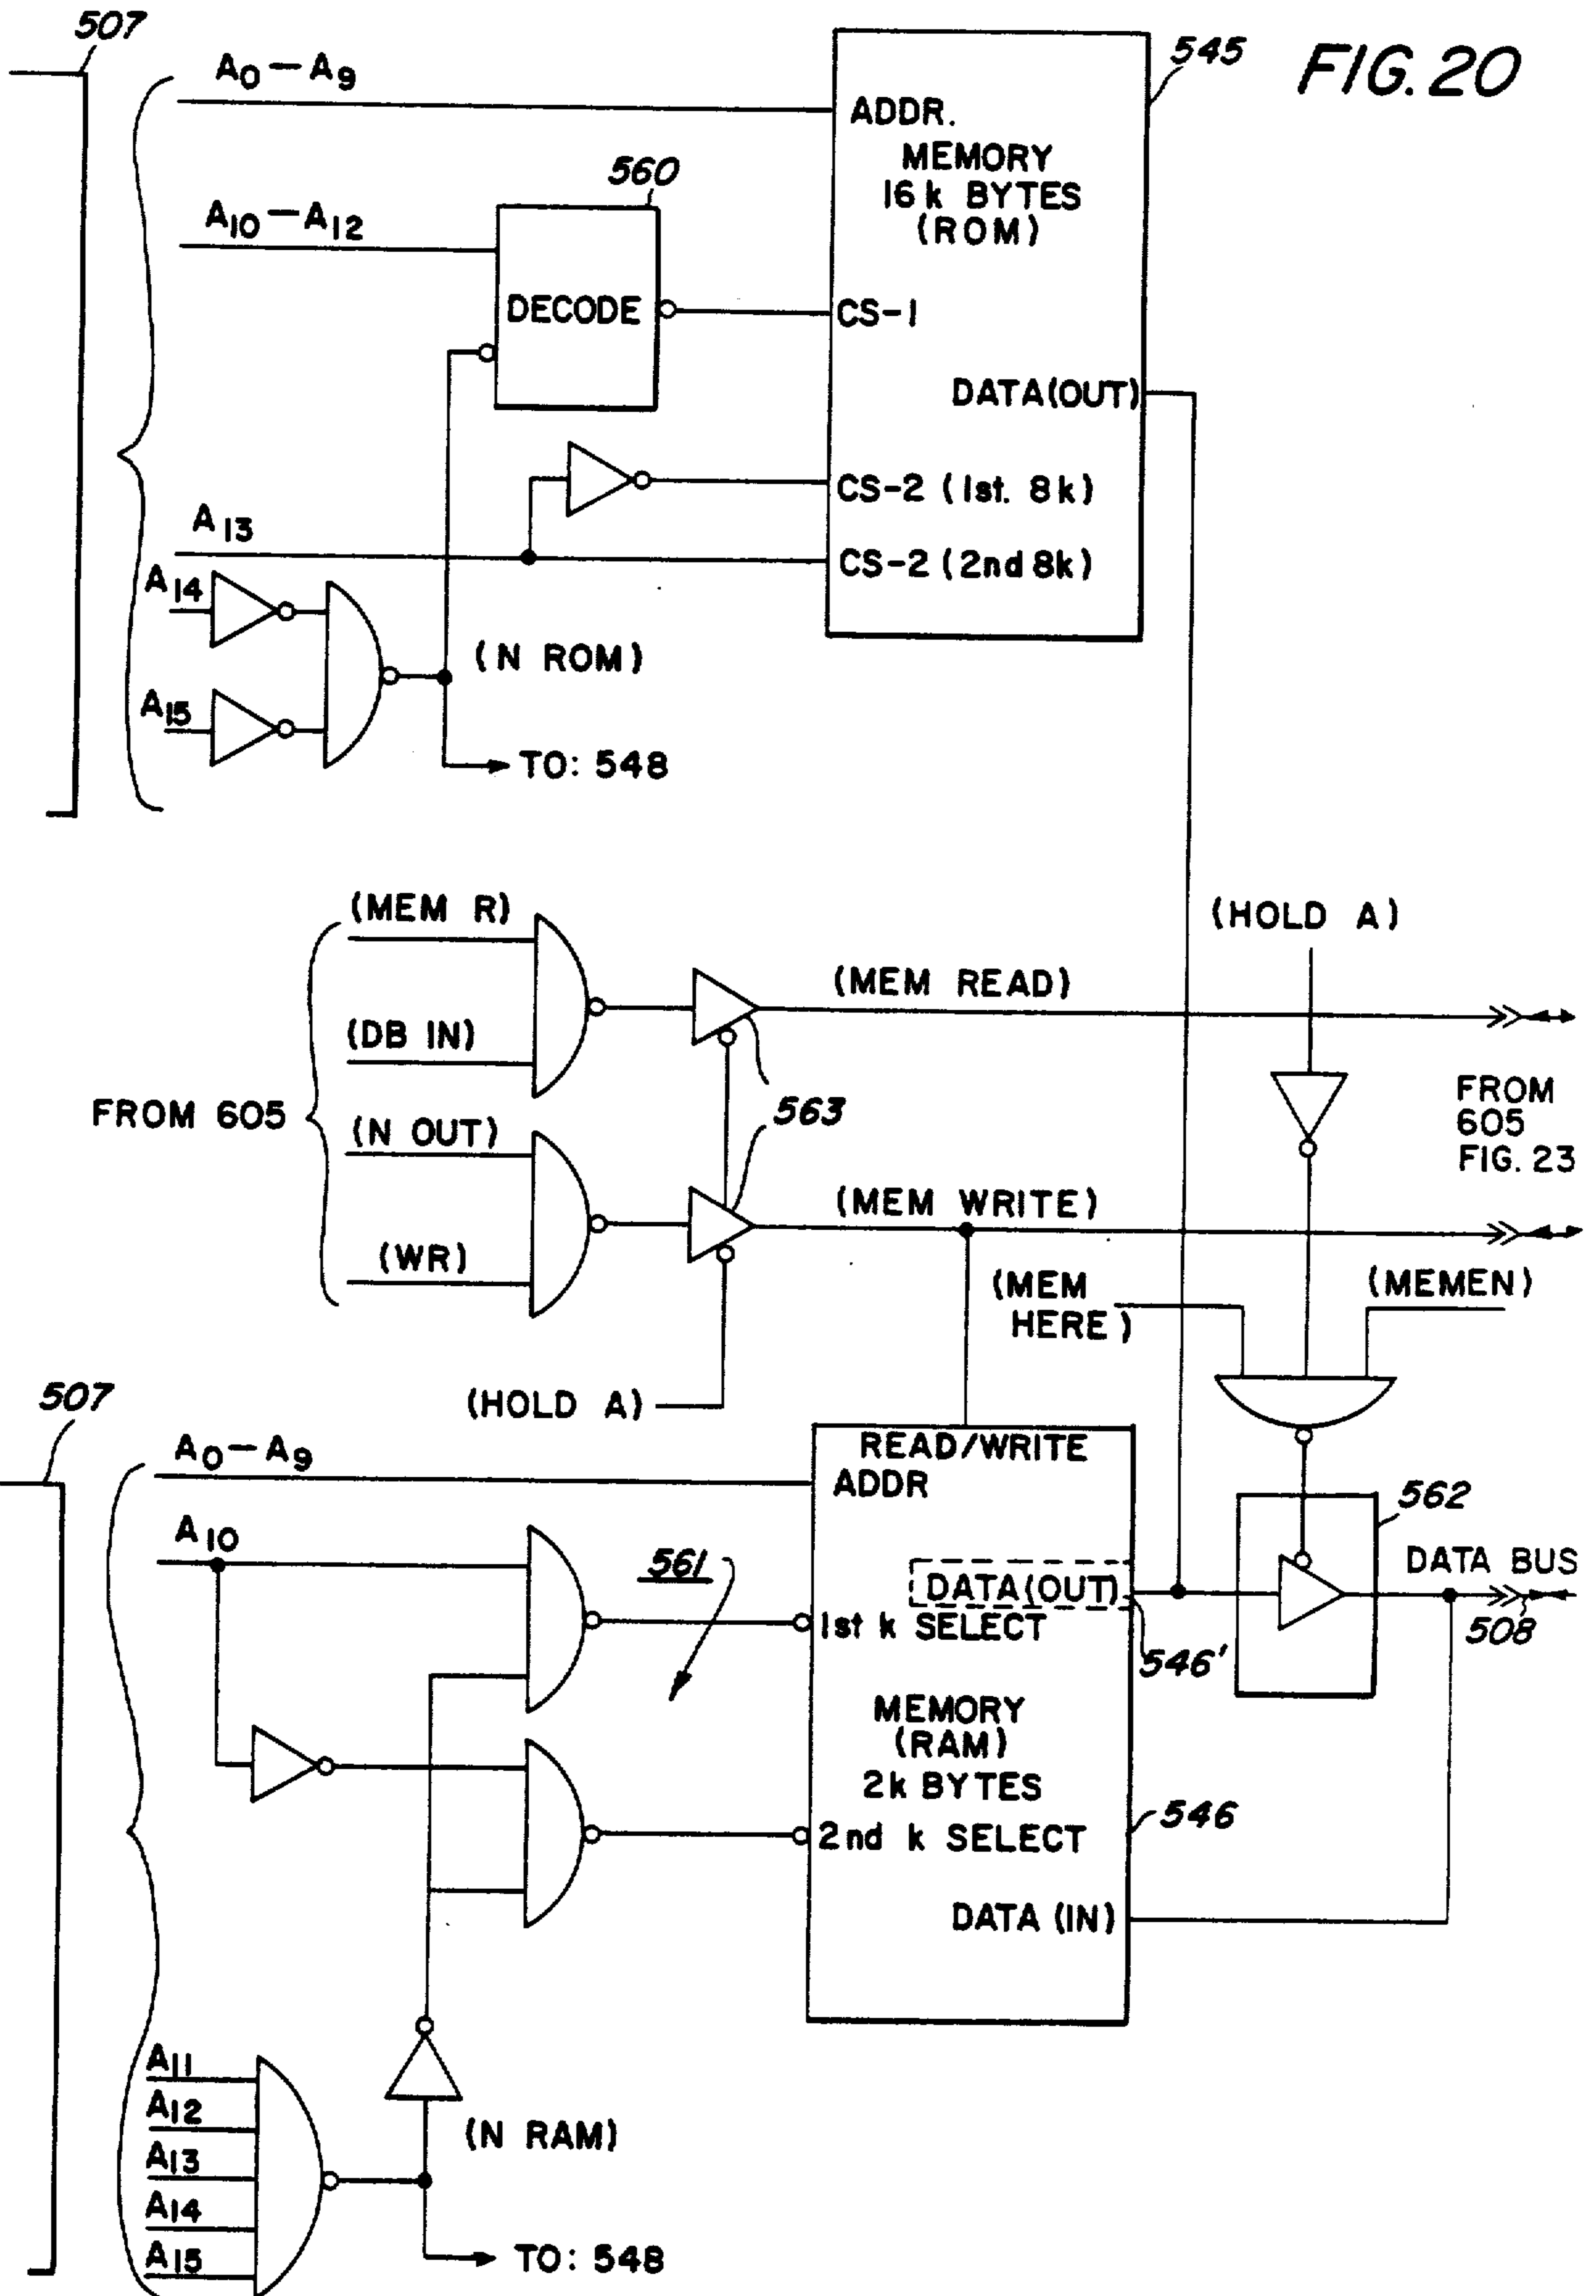 FIG. 20
507
A0—A9
545
ADDR.
MEMORY
16 k BYTES
(ROM)
560
A10—A12
DECODE
CS-1
DATA(OUT)
CS-2 (1st. 8k)
A13
CS-2 (2nd 8k)
A14
(N ROM)
A15
TO: 548
(MEM R)
(HOLD A)
(MEM READ)
(DB IN)
FROM 605
563
FROM
605
FIG. 23
(N OUT)
(MEM WRITE)
(WR)
(MEM
HERE)
(MEMEN)
507
(HOLD A)
A0—A9
READ/WRITE
ADDR
562
A10
561
DATA(OUT)
DATA BUS
1st k SELECT
508
546'
MEMORY
(RAM)
2k BYTES
546
2nd k SELECT
DATA (IN)
A11
A12
(N RAM)
A13
A14
A15
TO: 548